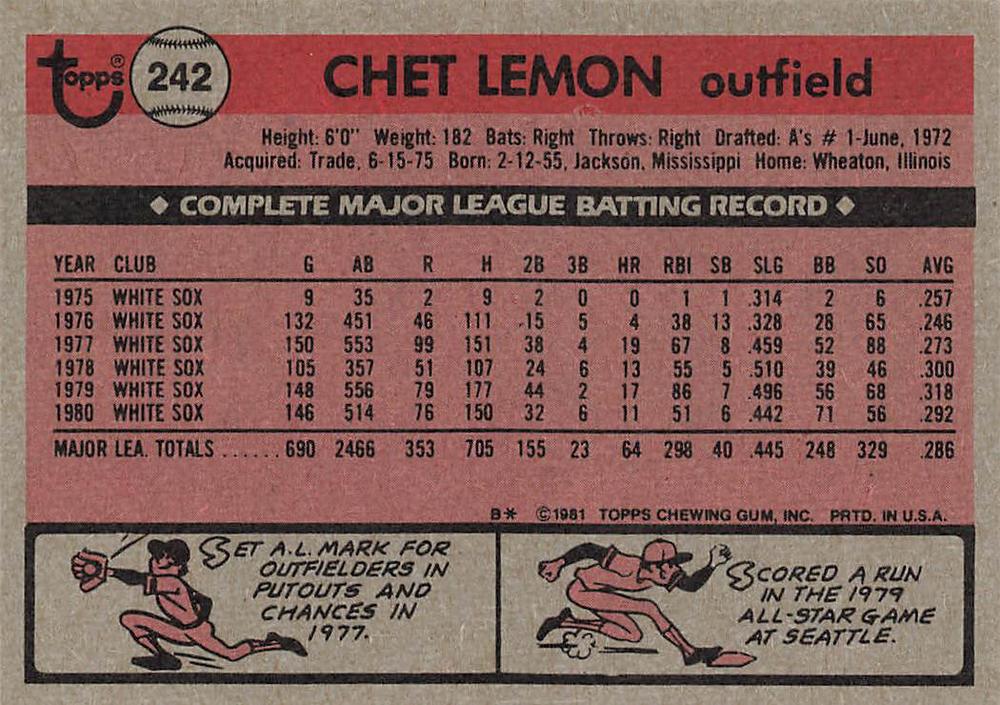 topps® 242 CHET LEMON outfield
Height: 6'0" Weight: 182 Bats: Right Throws: Right Drafted: A's # 1-June, 1972
Acquired: Trade, 6-15-75 Born: 2-12-55, Jackson, Mississippi Home: Wheaton, Illinois
◆ COMPLETE MAJOR LEAGUE BATTING RECORD ◆
YEAR CLUB G AB R H 2B 3B HR RBI SB SLG BB SO AVG
1975 WHITE SOX 9 35 2 9 2 0 0 1 1 .314 2 6 .257
1976 WHITE SOX 132 451 46 111 15 5 4 38 13 .328 28 65 .246
1977 WHITE SOX 150 553 99 151 38 4 19 67 8 .459 52 88 .273
1978 WHITE SOX 105 357 51 107 24 6 13 55 5 .510 39 46 .300
1979 WHITE SOX 148 556 79 177 44 2 17 86 7 .496 56 68 .318
1980 WHITE SOX 146 514 76 150 32 6 11 51 6 .442 71 56 .292
MAJOR LEA. TOTALS ...... 690 2466 353 705 155 23 64 298 40 .445 248 329 .286
B* ©1981 TOPPS CHEWING GUM, INC. PRTD. IN U.S.A.
SET A.L. MARK FOR
OUTFIELDERS IN
PUTOUTS AND
CHANCES IN
1977.
SCORED A RUN
IN THE 1979
ALL-STAR GAME
AT SEATTLE.